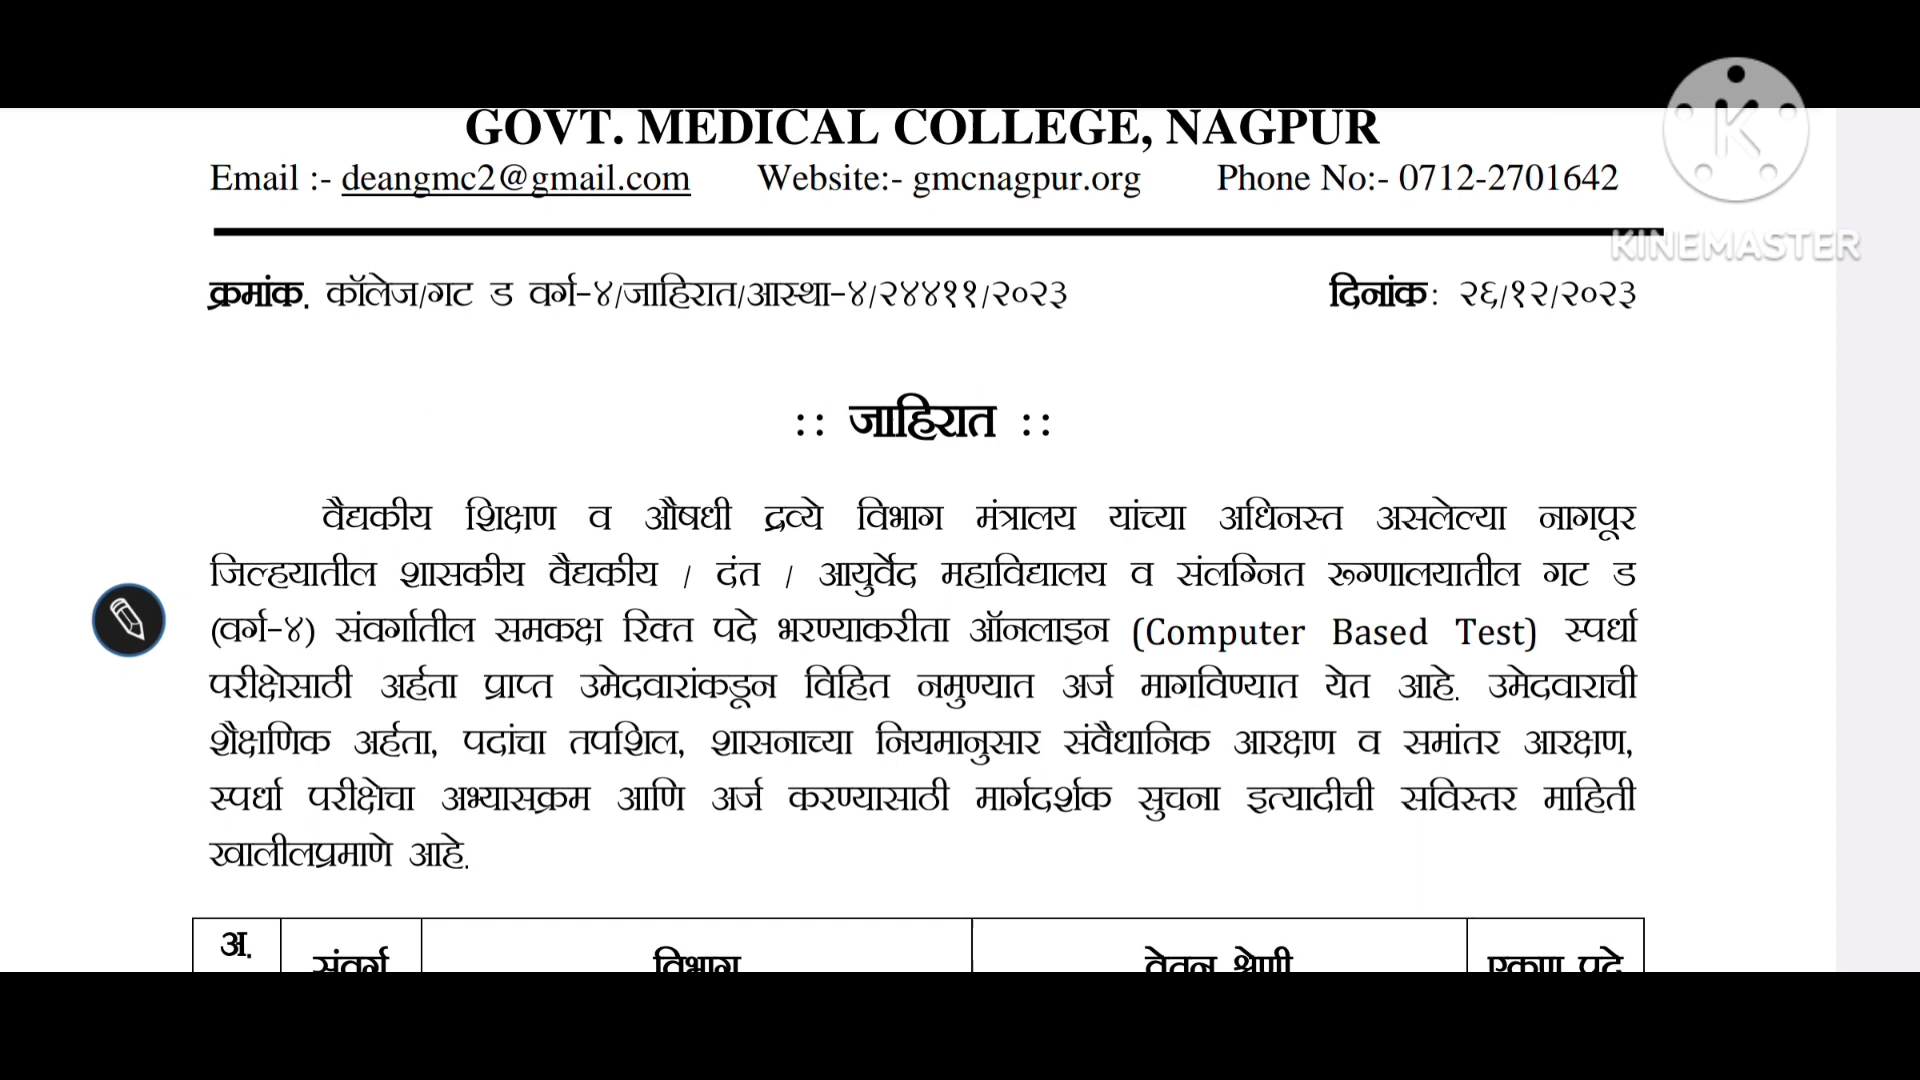 GOVT. MEDICAL COLLEGE, NAGPUR
Email :- deangmc2@gmail.com Website:- gmcnagpur.org Phone No:- 0712-2701642
KINEMASTER
क्रमांक. कॉलेज/गट ड वर्ग-४/जाहिरात/आस्था-४/२४४११/२०२३ दिनांक: २६/१२/२०२३
:: जाहिरात ::
वैद्यकीय शिक्षण व औषधी द्रव्ये विभाग मंत्रालय यांच्या अधिनस्त असलेल्या नागपूर
जिल्हयातील शासकीय वैद्यकीय / दंत / आयुर्वेद महाविद्यालय व संलग्नित रूग्णालयातील गट ड
(वर्ग-४) संवर्गातील समकक्ष रिक्त पदे भरण्याकरीता ऑनलाइन (Computer Based Test) स्पर्धा
परीक्षेसाठी अर्हता प्राप्त उमेदवारांकडून विहित नमुण्यात अर्ज मागविण्यात येत आहे. उमेदवाराची
शैक्षणिक अर्हता, पदांचा तपशिल, शासनाच्या नियमानुसार संवैधानिक आरक्षण व समांतर आरक्षण,
स्पर्धा परीक्षेचा अभ्यासक्रम आणि अर्ज करण्यासाठी मार्गदर्शक सुचना इत्यादीची सविस्तर माहिती
खालीलप्रमाणे आहे.
अ. संवर्ग विभाग वेतन श्रेणी एकुण पदे